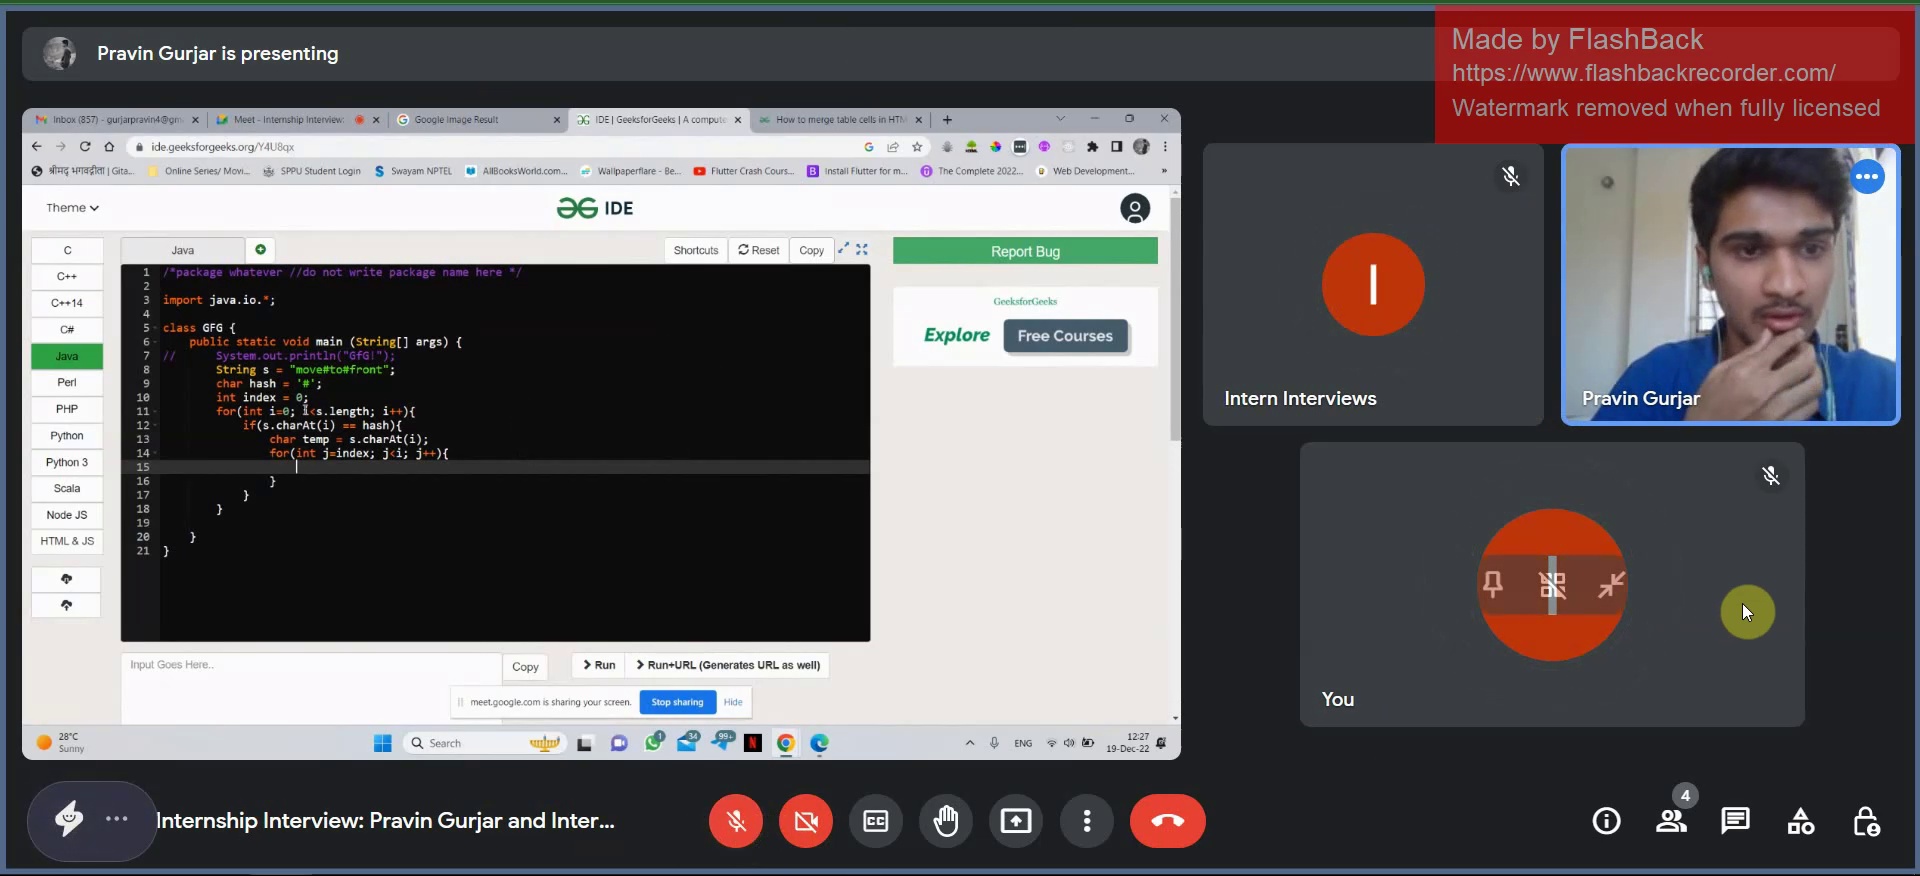 Pravin Gurjar is presenting
Made by FlashBack
https://www.flashbackrecorder.com/
Watermark removed when fully licensed
Inbox (857) - gurjarpravin4@gm
Meet - Internship Interview:
Google Image Result
IDE | GeeksforGeeks | A compute
How to merge table cells in HTM
ide.geeksforgeeks.org/Y4U8qx
श्रीमद् भगवद्गीता | Gita...
Online Series/ Movi...
SPPU Student Login
Swayam NPTEL
AllBooksWorld.com...
Wallpaperflare - Be...
Flutter Crash Cours...
Install Flutter for m...
The Complete 2022...
Web Development...
»
Theme
IDE
C
C++
C++14
C#
Java
Perl
PHP
Python
Python 3
Scala
Node JS
HTML & JS
Java
Shortcuts
Reset
Copy
1 /*package whatever //do not write package name here */
2
3 import java.io.*;
4
5 class GFG {
6 public static void main (String[] args) {
7 // System.out.println("GfG!");
8 String s = "move#to#front";
9 char hash = '#';
10 int index = 0;
11 for(int i=0; i<s.length; i++){
12 if(s.charAt(i) == hash){
13 char temp = s.charAt(i);
14 for(int j=index; j<i; j++){
15
16 }
17 }
18 }
19
20 }
21 }
Report Bug
GeeksforGeeks
Explore Free Courses
Input Goes Here..
Copy
Run
Run+URL (Generates URL as well)
meet.google.com is sharing your screen.
Stop sharing
Hide
28°C
Sunny
Search
1
34
99+
N
ENG
12:27
19-Dec-22
I
Intern Interviews
Pravin Gurjar
You
Internship Interview: Pravin Gurjar and Inter...
CC
4